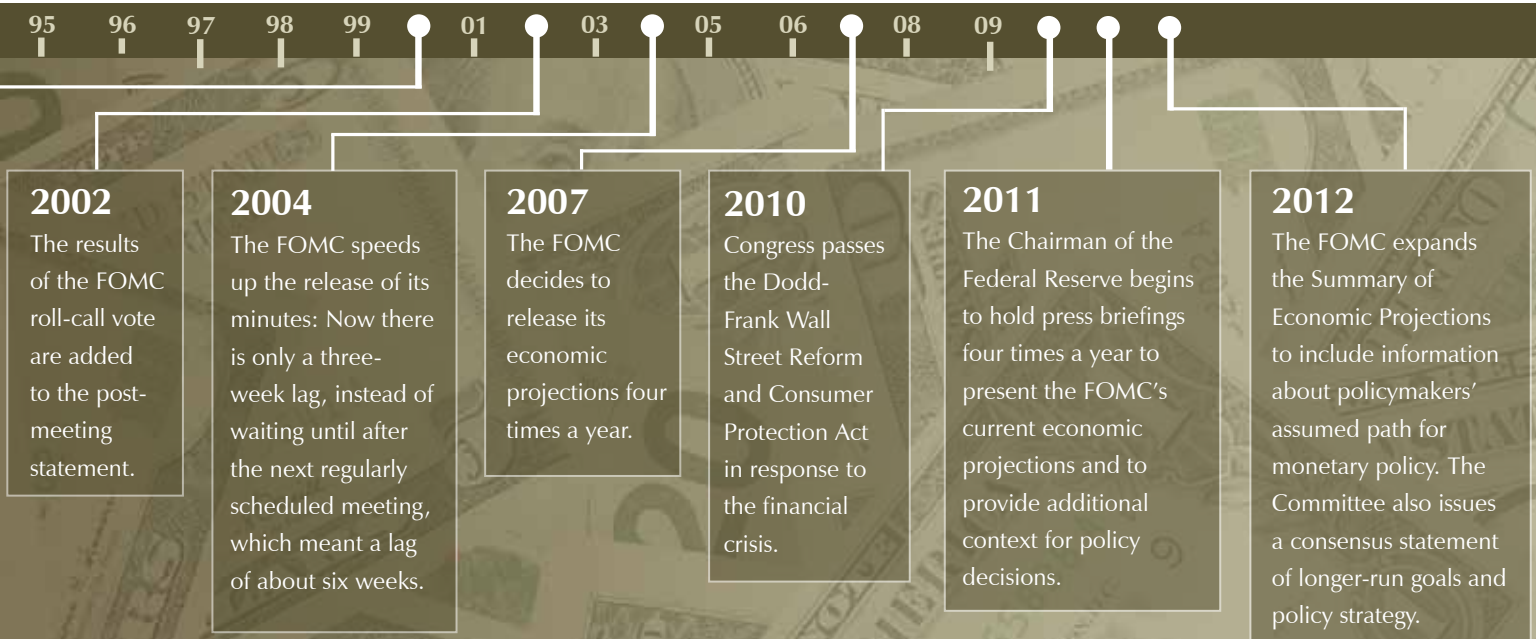 95 96 97 98 99 01 03 05 06 08 09
2002
The results
of the FOMC
roll-call vote
are added
to the post-
meeting
statement.
2004
The FOMC speeds
up the release of its
minutes: Now there
is only a three-
week lag, instead of
waiting until after
the next regularly
scheduled meeting,
which meant a lag
of about six weeks.
2007
The FOMC
decides to
release its
economic
projections four
times a year.
2010
Congress passes
the Dodd-
Frank Wall
Street Reform
and Consumer
Protection Act
in response to
the financial
crisis.
2011
The Chairman of the
Federal Reserve begins
to hold press briefings
four times a year to
present the FOMC’s
current economic
projections and to
provide additional
context for policy
decisions.
2012
The FOMC expands
the Summary of
Economic Projections
to include information
about policymakers’
assumed path for
monetary policy. The
Committee also issues
a consensus statement
of longer-run goals and
policy strategy.